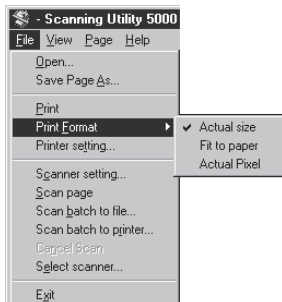 - Scanning Utility 5000
File View Page Help
Open...
Save Page As...
Print
Print Format
Actual size
Fit to paper
Actual Pixel
Printer setting...
Scanner setting...
Scan page
Scan batch to file...
Scan batch to printer...
Cancel Scan
Select scanner...
Exit